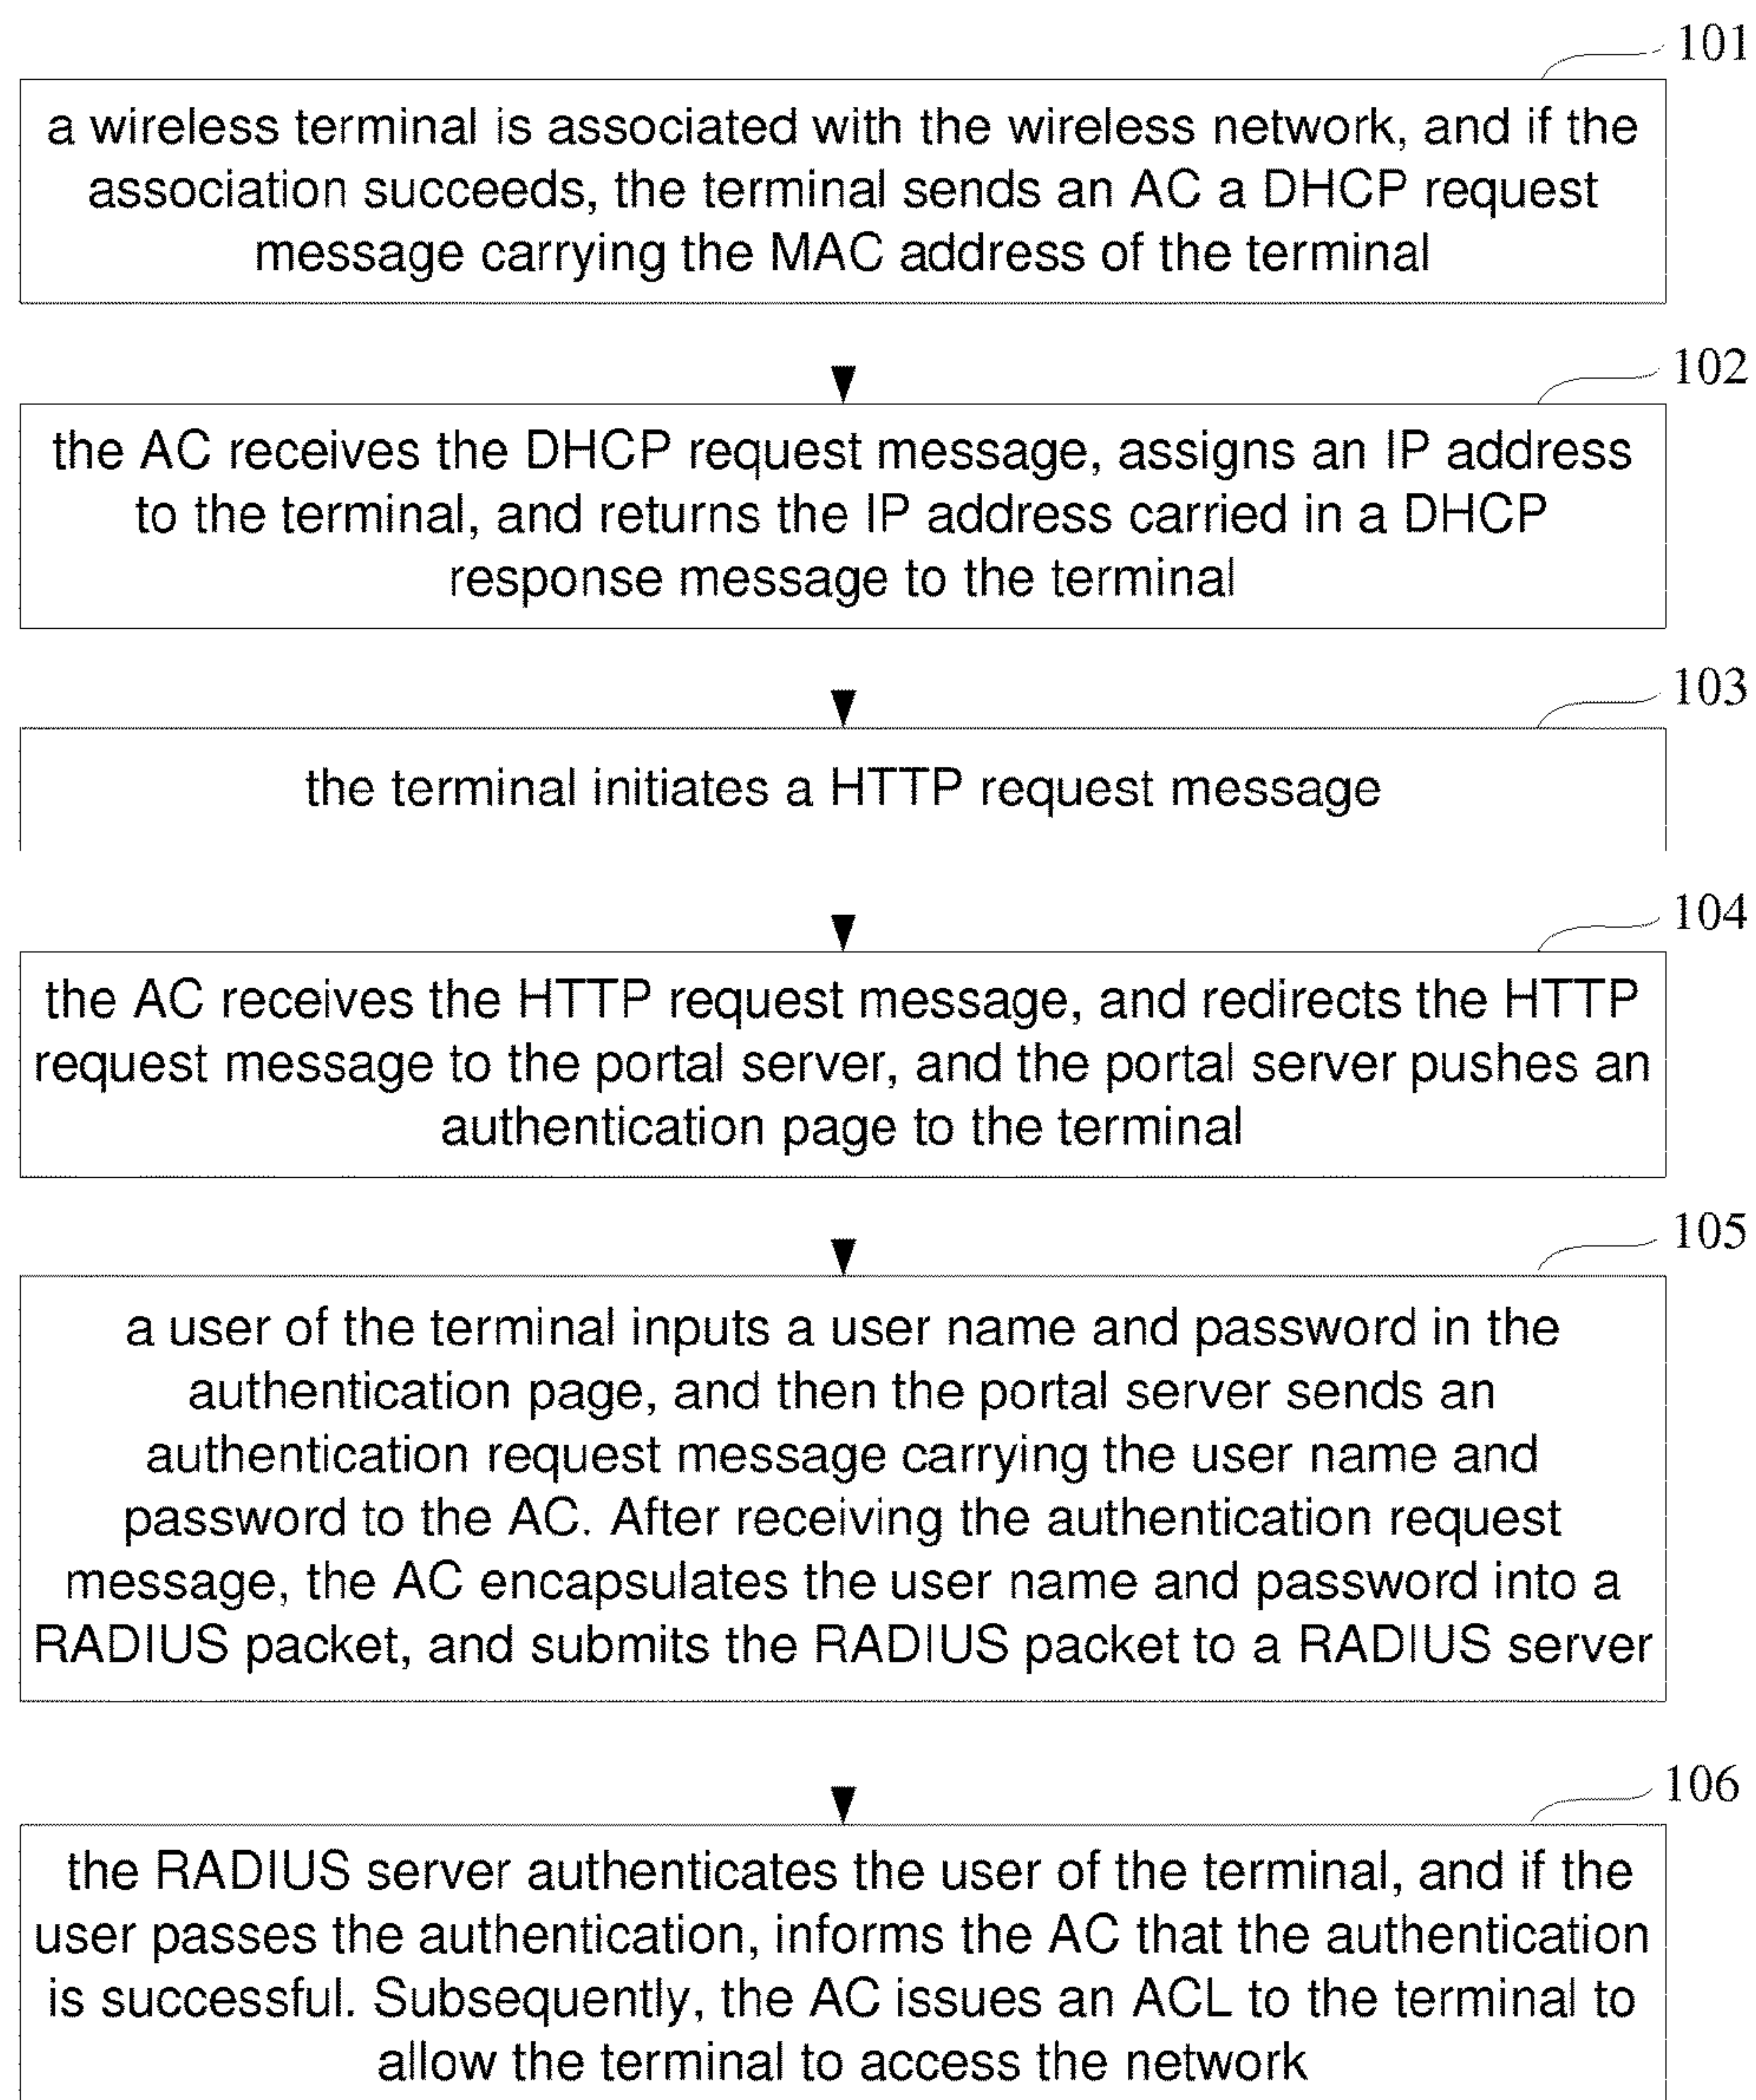 101
a wireless terminal is associated with the wireless network, and if the
association succeeds, the terminal sends an AC a DHCP request
message carrying the MAC address of the terminal
102
the AC receives the DHCP request message, assigns an IP address
to the terminal, and returns the IP address carried in a DHCP
response message to the terminal
103
the terminal initiates a HTTP request message
104
the AC receives the HTTP request message, and redirects the HTTP
request message to the portal server, and the portal server pushes an
authentication page to the terminal
105
a user of the terminal inputs a user name and password in the
authentication page, and then the portal server sends an
authentication request message carrying the user name and
password to the AC. After receiving the authentication request
message, the AC encapsulates the user name and password into a
RADIUS packet, and submits the RADIUS packet to a RADIUS server
106
the RADIUS server authenticates the user of the terminal, and if the
user passes the authentication, informs the AC that the authentication
is successful. Subsequently, the AC issues an ACL to the terminal to
allow the terminal to access the network